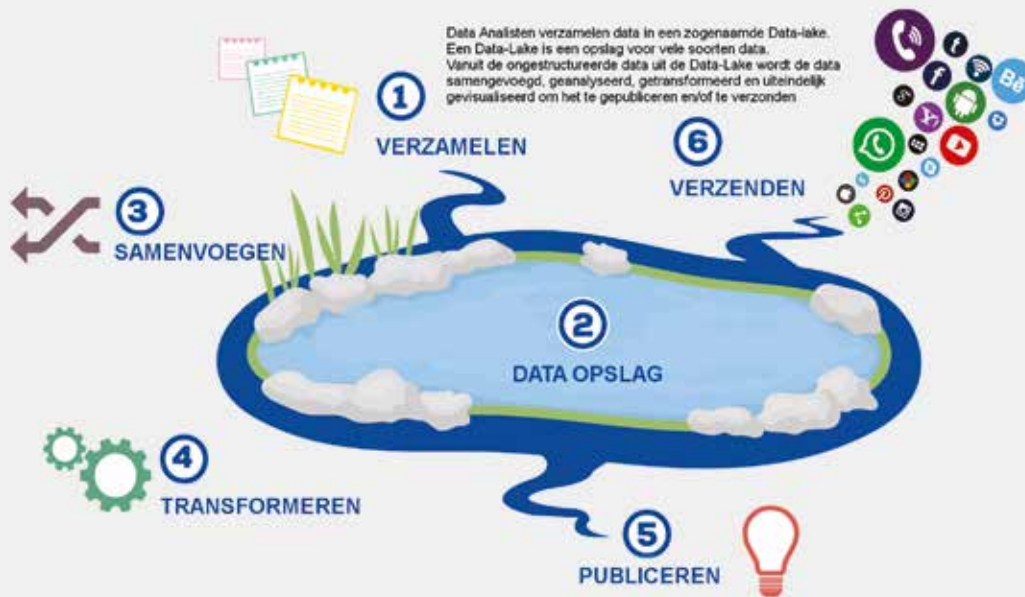 Data Analisten verzamelen data in een zogenaamde Data-lake.
Een Data-Lake is een opslag voor vele soorten data.
Vanuit de ongestructureerde data uit de Data-Lake wordt de data
samengevoegd, geanalyseerd, getransformeerd en uiteindelijk
gevisualiseerd om het te gepubliceren en/of te verzonden
1
VERZAMELEN
6
VERZENDEN
3
SAMENVOEGEN
2
DATA OPSLAG
4
TRANSFORMEREN
5
PUBLICEREN
Bē